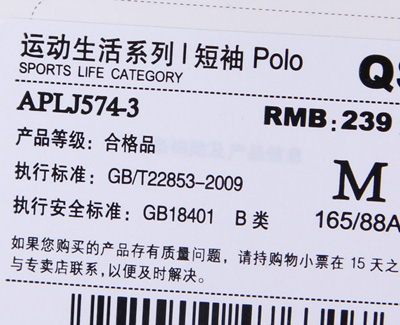 运动生活系列 | 短袖 Polo
SPORTS LIFE CATEGORY
QS
APLJ574-3
RMB: 239
产品等级: 合格品
执行标准: GB/T22853-2009
M
执行安全标准: GB18401 B 类
165/88A
如果您购买的产品存有质量问题, 请持购物小票在 15 天之
与专卖店联系, 以便及时解决。